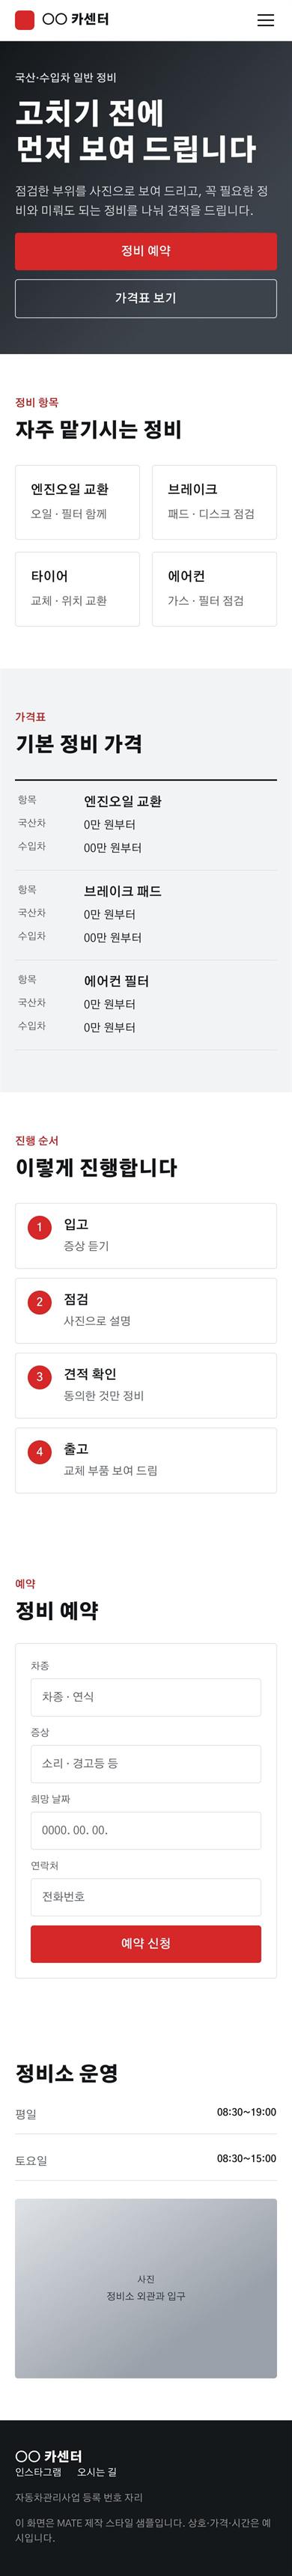 ○○ 카센터
국산·수입차 일반 정비
고치기 전에
먼저 보여 드립니다
점검한 부위를 사진으로 보여 드리고, 꼭 필요한 정
비와 미뤄도 되는 정비를 나눠 견적을 드립니다.
정비 예약
가격표 보기
정비 항목
자주 맡기시는 정비
엔진오일 교환
오일 · 필터 함께
브레이크
패드 · 디스크 점검
타이어
교체 · 위치 교환
에어컨
가스 · 필터 점검
가격표
기본 정비 가격
항목 엔진오일 교환
국산차 0만 원부터
수입차 00만 원부터
항목 브레이크 패드
국산차 0만 원부터
수입차 00만 원부터
항목 에어컨 필터
국산차 0만 원부터
수입차 0만 원부터
진행 순서
이렇게 진행합니다
1 입고
증상 듣기
2 점검
사진으로 설명
3 견적 확인
동의한 것만 정비
4 출고
교체 부품 보여 드림
예약
정비 예약
차종
차종 · 연식
증상
소리 · 경고등 등
희망 날짜
0000. 00. 00.
연락처
전화번호
예약 신청
정비소 운영
평일 08:30~19:00
토요일 08:30~15:00
사진
정비소 외관과 입구
○○ 카센터
인스타그램 오시는 길
자동차관리사업 등록 번호 자리
이 화면은 MATE 제작 스타일 샘플입니다. 상호·가격·시간은 예
시입니다.